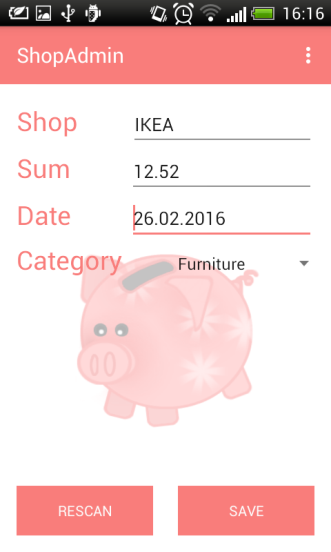 16:16
ShopAdmin
Shop IKEA
Sum 12.52
Date 26.02.2016
Category Furniture
RESCAN SAVE